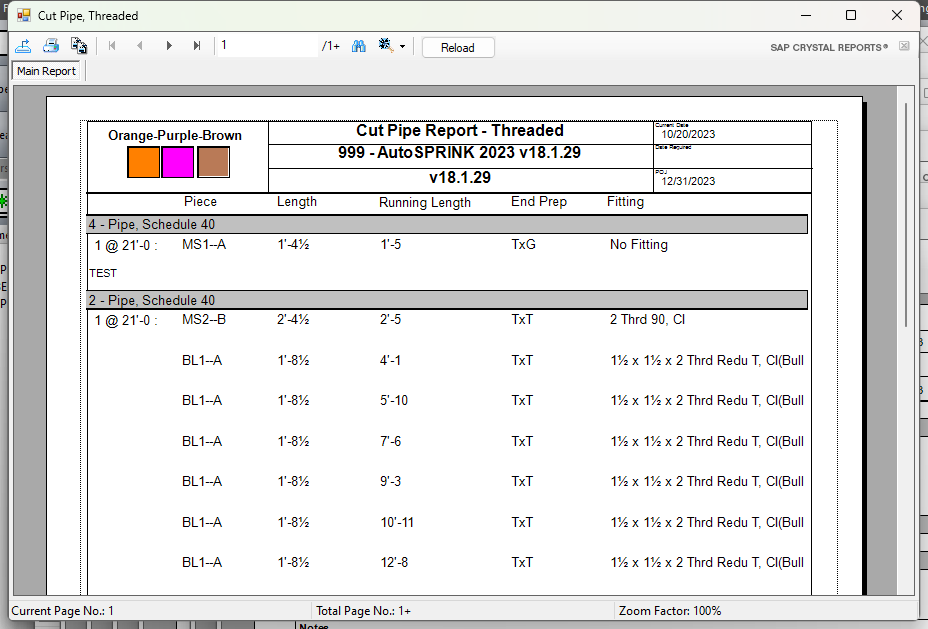 Cut Pipe, Threaded
1 /1+ Reload SAP CRYSTAL REPORTS®
Main Report
Orange-Purple-Brown
Cut Pipe Report - Threaded
999 - AutoSPRINK 2023 v18.1.29
v18.1.29
Current Date
10/20/2023
Date Required
12/31/2023
Piece Length Running Length End Prep Fitting
4 - Pipe, Schedule 40
1 @ 21'-0 : MS1--A 1'-4½ 1'-5 TxG No Fitting
TEST
2 - Pipe, Schedule 40
1 @ 21'-0 : MS2--B 2'-4½ 2'-5 TxT 2 Thrd 90, CI
BL1--A 1'-8½ 4'-1 TxT 1½ x 1½ x 2 Thrd Redu T, CI(Bull
BL1--A 1'-8½ 5'-10 TxT 1½ x 1½ x 2 Thrd Redu T, CI(Bull
BL1--A 1'-8½ 7'-6 TxT 1½ x 1½ x 2 Thrd Redu T, CI(Bull
BL1--A 1'-8½ 9'-3 TxT 1½ x 1½ x 2 Thrd Redu T, CI(Bull
BL1--A 1'-8½ 10'-11 TxT 1½ x 1½ x 2 Thrd Redu T, CI(Bull
BL1--A 1'-8½ 12'-8 TxT 1½ x 1½ x 2 Thrd Redu T, CI(Bull
Current Page No.: 1 Total Page No.: 1+ Zoom Factor: 100%
Notes